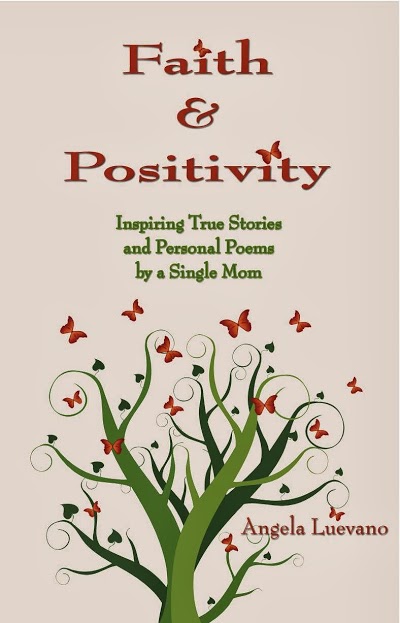 Faith
&
Positivity
Inspiring True Stories
and Personal Poems
by a Single Mom
Angela Luevano